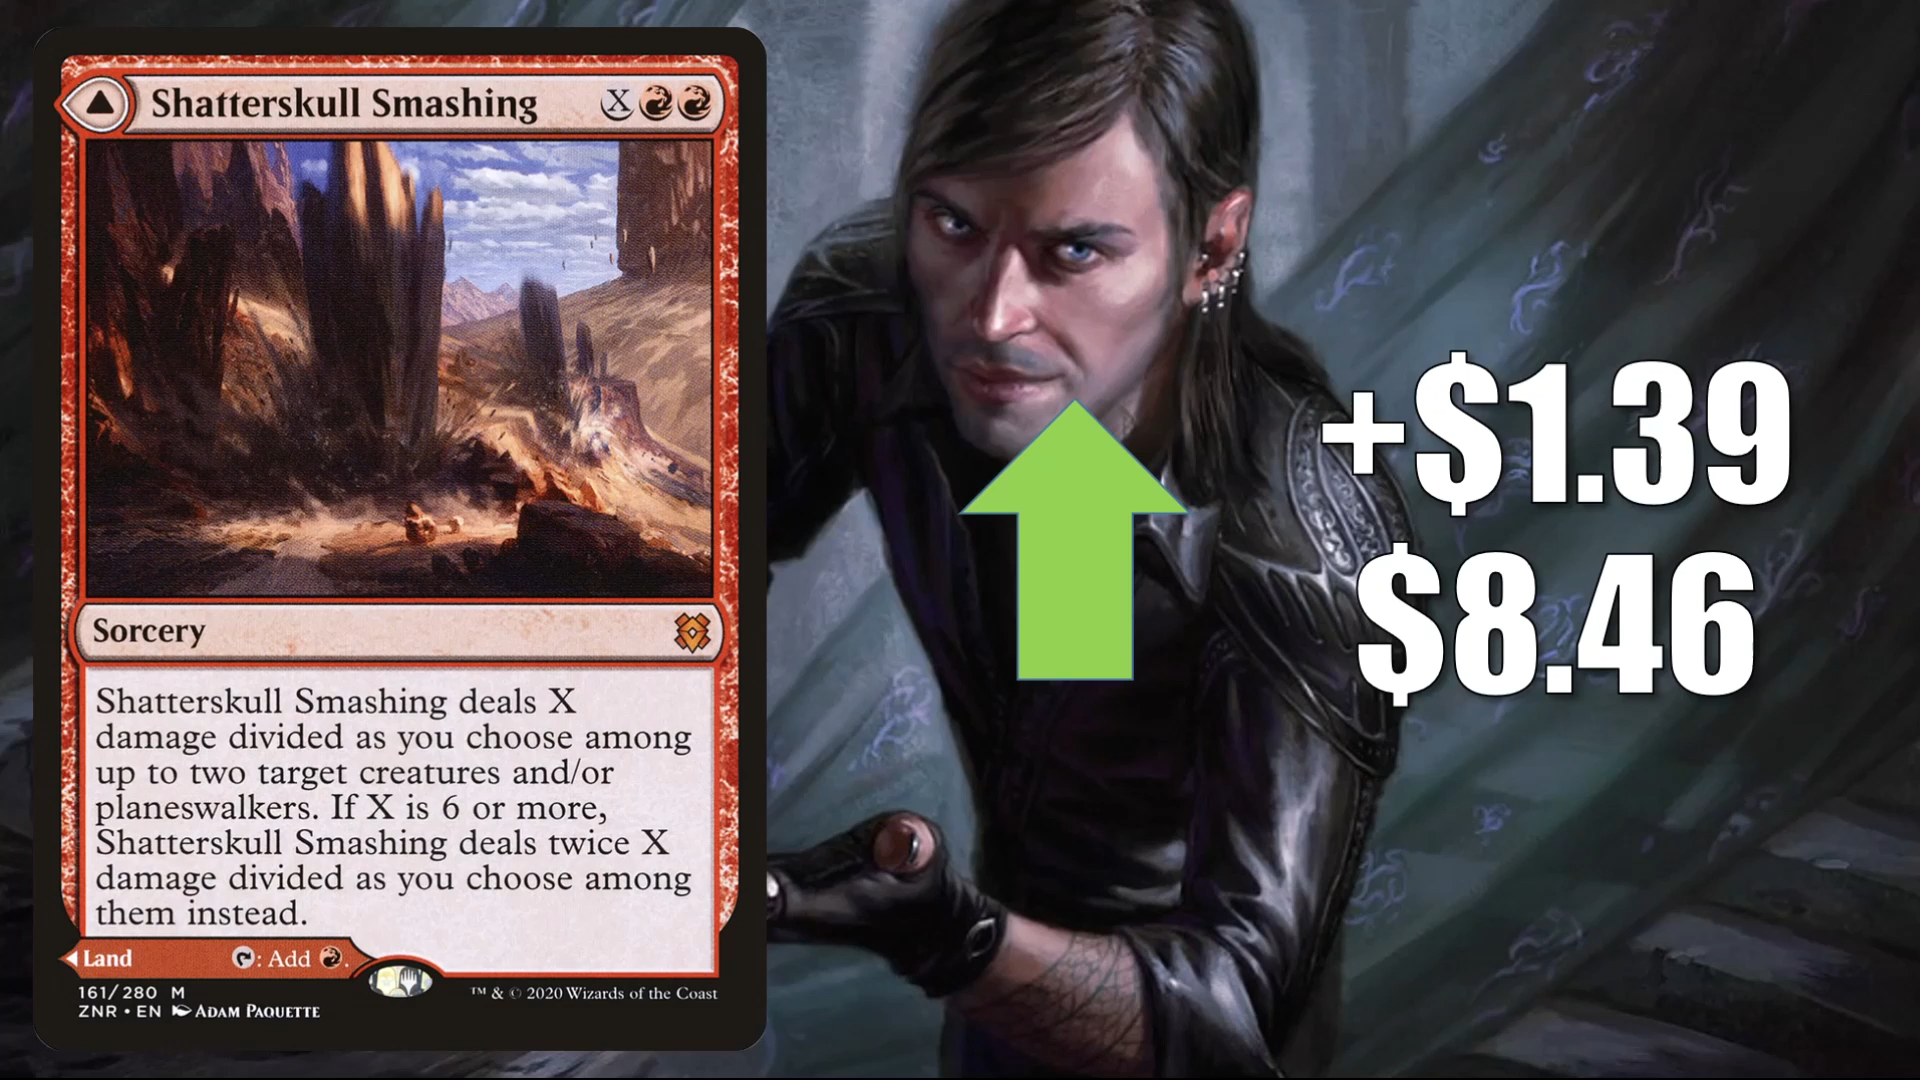 Shatterskull Smashing X
Sorcery
Shatterskull Smashing deals X
damage divided as you choose among
up to two target creatures and/or
planeswalkers. If X is 6 or more,
Shatterskull Smashing deals twice X
damage divided as you choose among
them instead.
Land : Add .
161/280 M
ZNR • EN ADAM PAQUETTE
™ & © 2020 Wizards of the Coast
+$1.39
$8.46